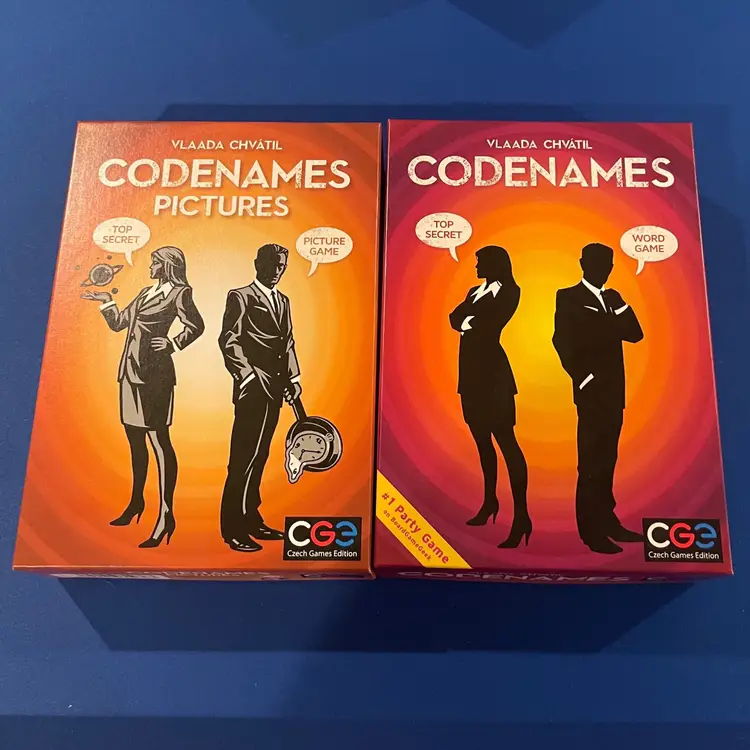 VLAADA CHVÁTIL
CODENAMES
PICTURES
TOP
SECRET
PICTURE
GAME
CGE
Czech Games Edition
VLAADA CHVÁTIL
CODENAMES
TOP
SECRET
WORD
GAME
#1 Party Game
on BoardGameGeek
CGE
Czech Games Edition
CODENAMES